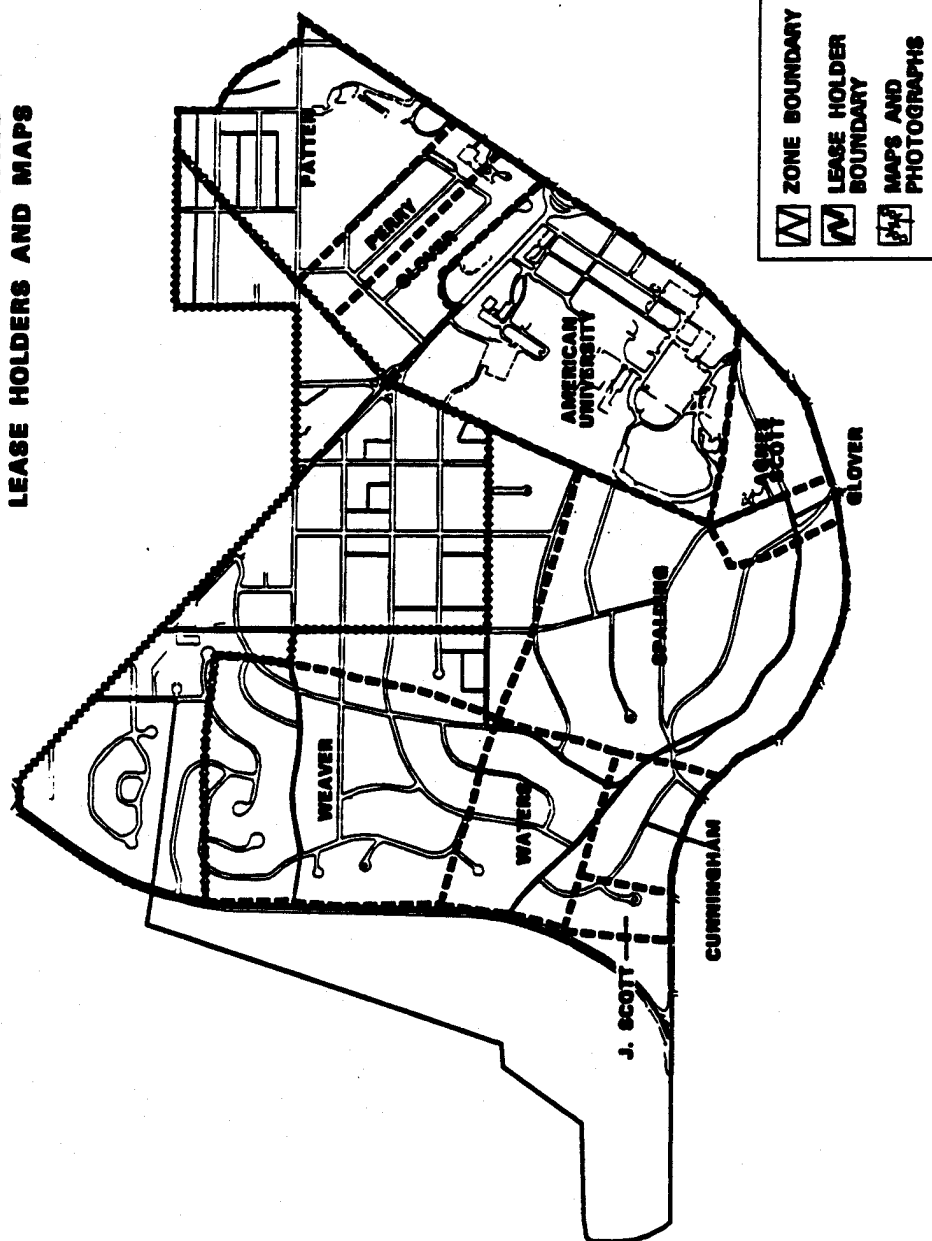 LEASE HOLDERS AND MAPS
PATTEN
PERRY
GLOVER
AMERICAN
UNIVERSITY
AGNES
SCOTT
GLOVER
SPALDING
WEAVER
WATERS
CUNNINGHAM
J. SCOTT
ZONE BOUNDARY
LEASE HOLDER
BOUNDARY
MAPS AND
PHOTOGRAPHS